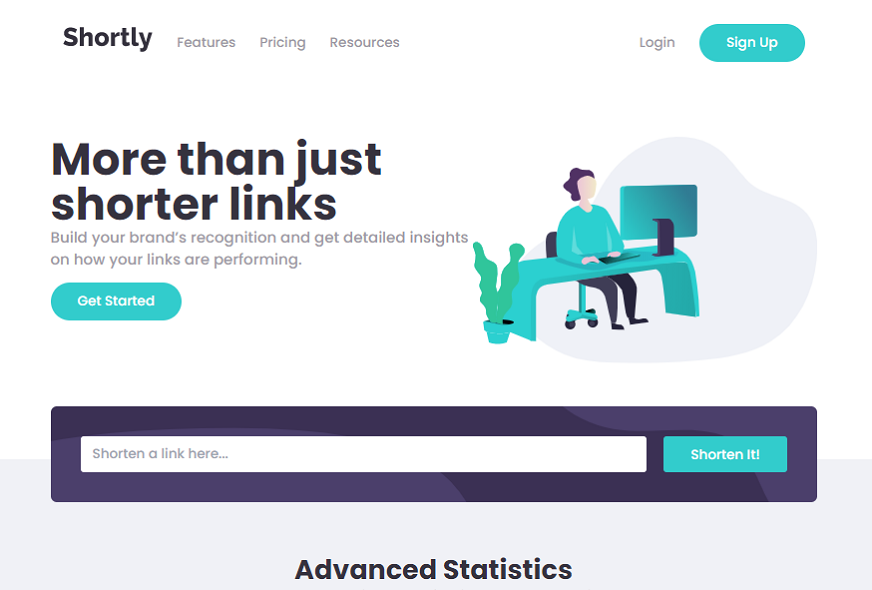 Shortly
Features
Pricing
Resources
Login
Sign Up
More than just
shorter links
Build your brand’s recognition and get detailed insights
on how your links are performing.
Get Started
Shorten a link here...
Shorten It!
Advanced Statistics